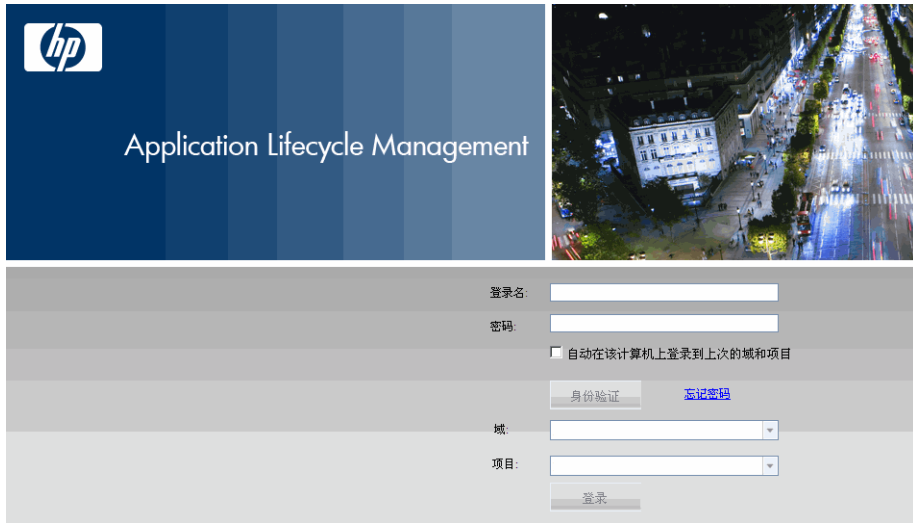 hp
Application Lifecycle Management
登录名:
密码:
自动在该计算机上登录到上次的域和项目
身份验证 忘记密码
域:
项目:
登录